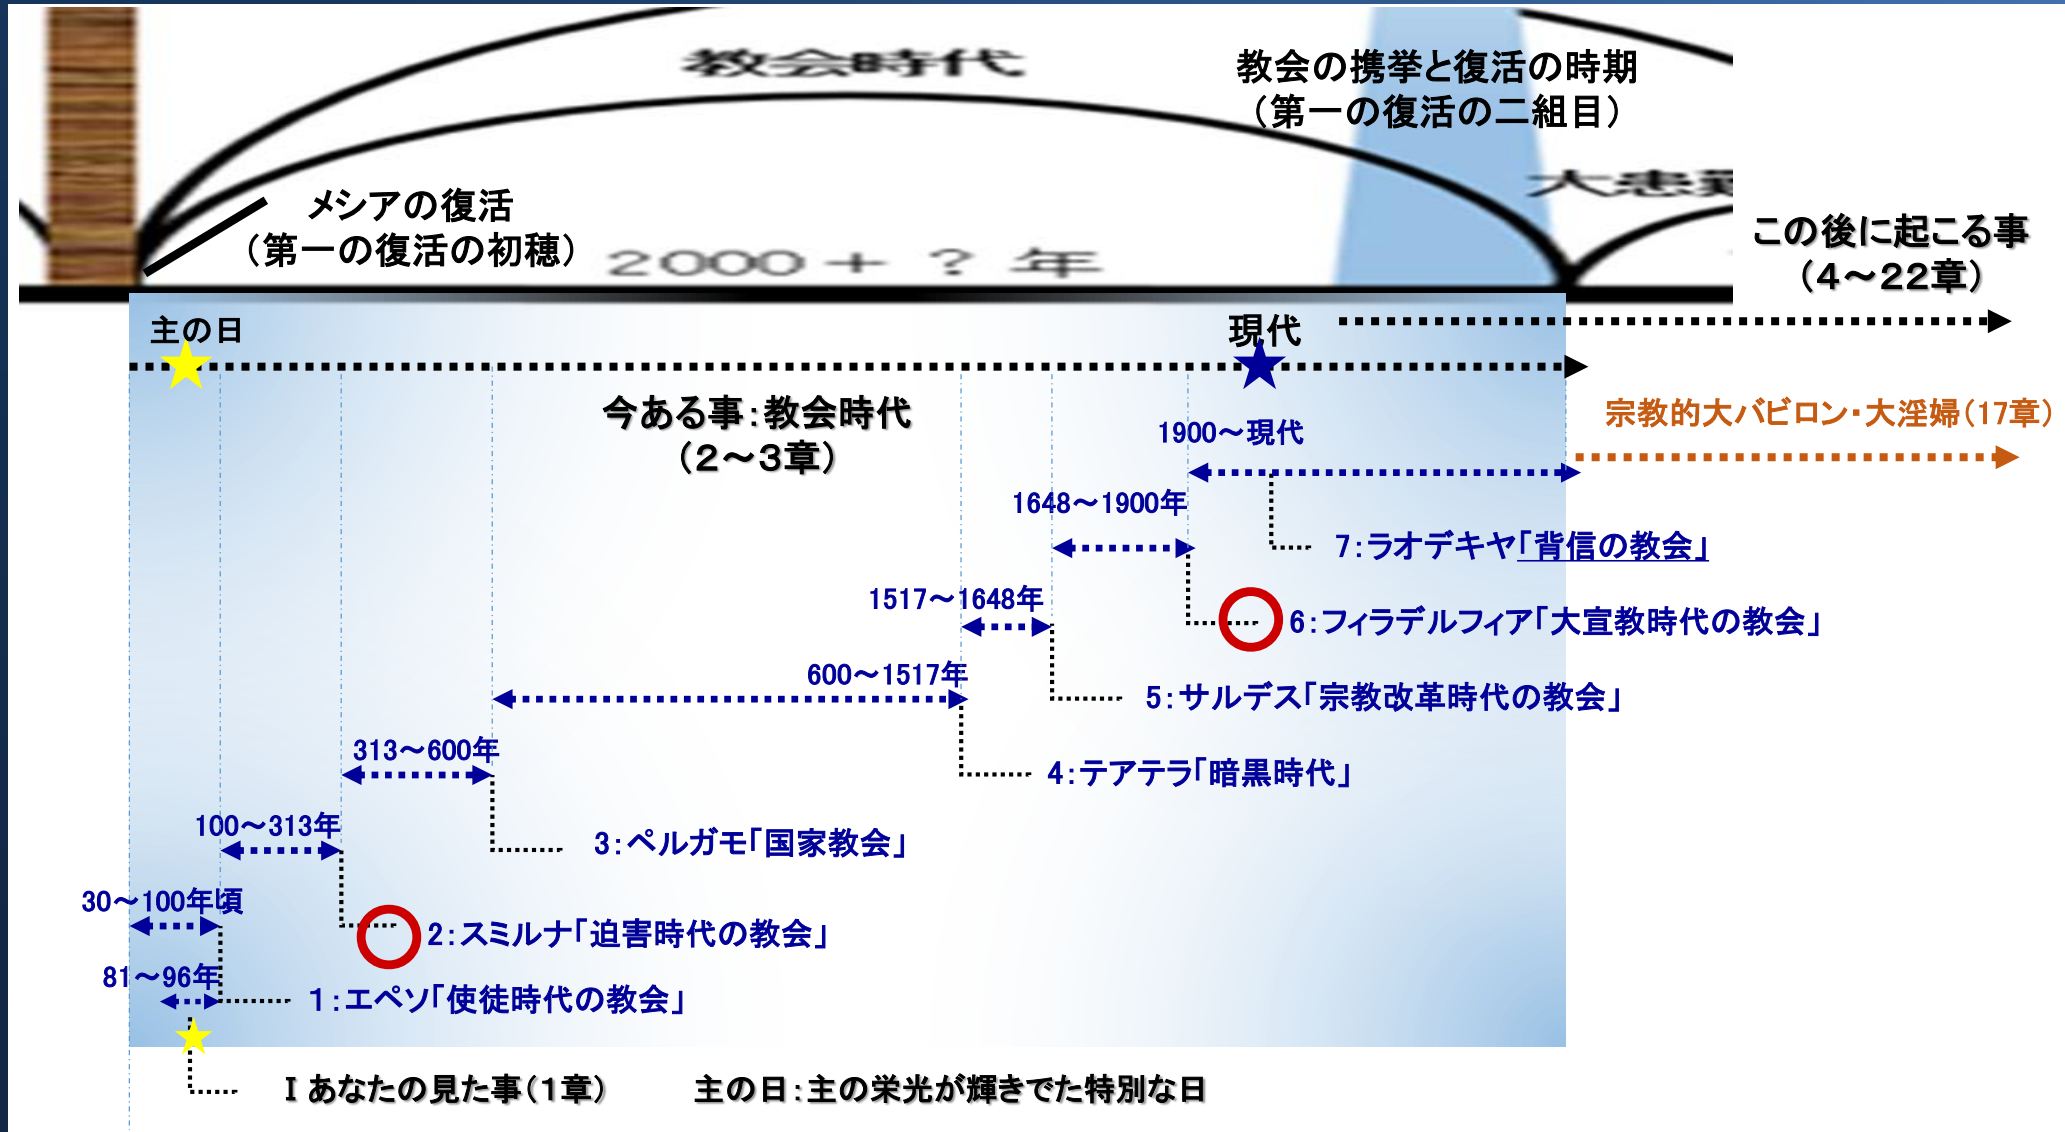 教会時代
教会の携挙と復活の時期
（第一の復活の二組目）
大患
メシアの復活
（第一の復活の初穂）
2000＋？年
この後に起こる事
（４～22章）
主の日
現代
今ある事：教会時代
（２～３章）
宗教的大バビロン・大淫婦（17章）
1900～現代
1648～1900年
7：ラオデキヤ「背信の教会」
1517～1648年
6：フィラデルフィア「大宣教時代の教会」
600～1517年
5：サルデス「宗教改革時代の教会」
313～600年
4：テアテラ「暗黒時代」
100～313年
3：ペルガモ「国家教会」
30～100年頃
2：スミルナ「迫害時代の教会」
81～96年
1：エペソ「使徒時代の教会」
Ⅰ あなたの見た事（１章）
主の日：主の栄光が輝きでた特別な日